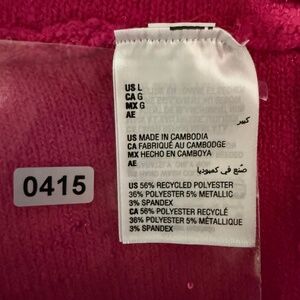 US L
CA G
MX G
AE
كبير
US MADE IN CAMBODIA
CA FABRIQUÉ AU CAMBODGE
MX HECHO EN CAMBOYA
AE
صنع في كمبوديا
US 56% RECYCLED POLYESTER
36% POLYESTER 5% METALLIC
3% SPANDEX
CA 56% POLYESTER RECYCLÉ
36% POLYESTER 5% MÉTALLIQUE
3% SPANDEX
0415